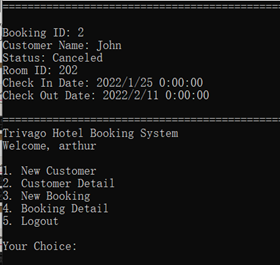 ============================================
Booking ID: 2
Customer Name: John
Status: Canceled
Room ID: 202
Check In Date: 2022/1/25 0:00:00
Check Out Date: 2022/2/11 0:00:00
============================================
Trivago Hotel Booking System
Welcome, arthur
1. New Customer
2. Customer Detail
3. New Booking
4. Booking Detail
5. Logout
Your Choice: